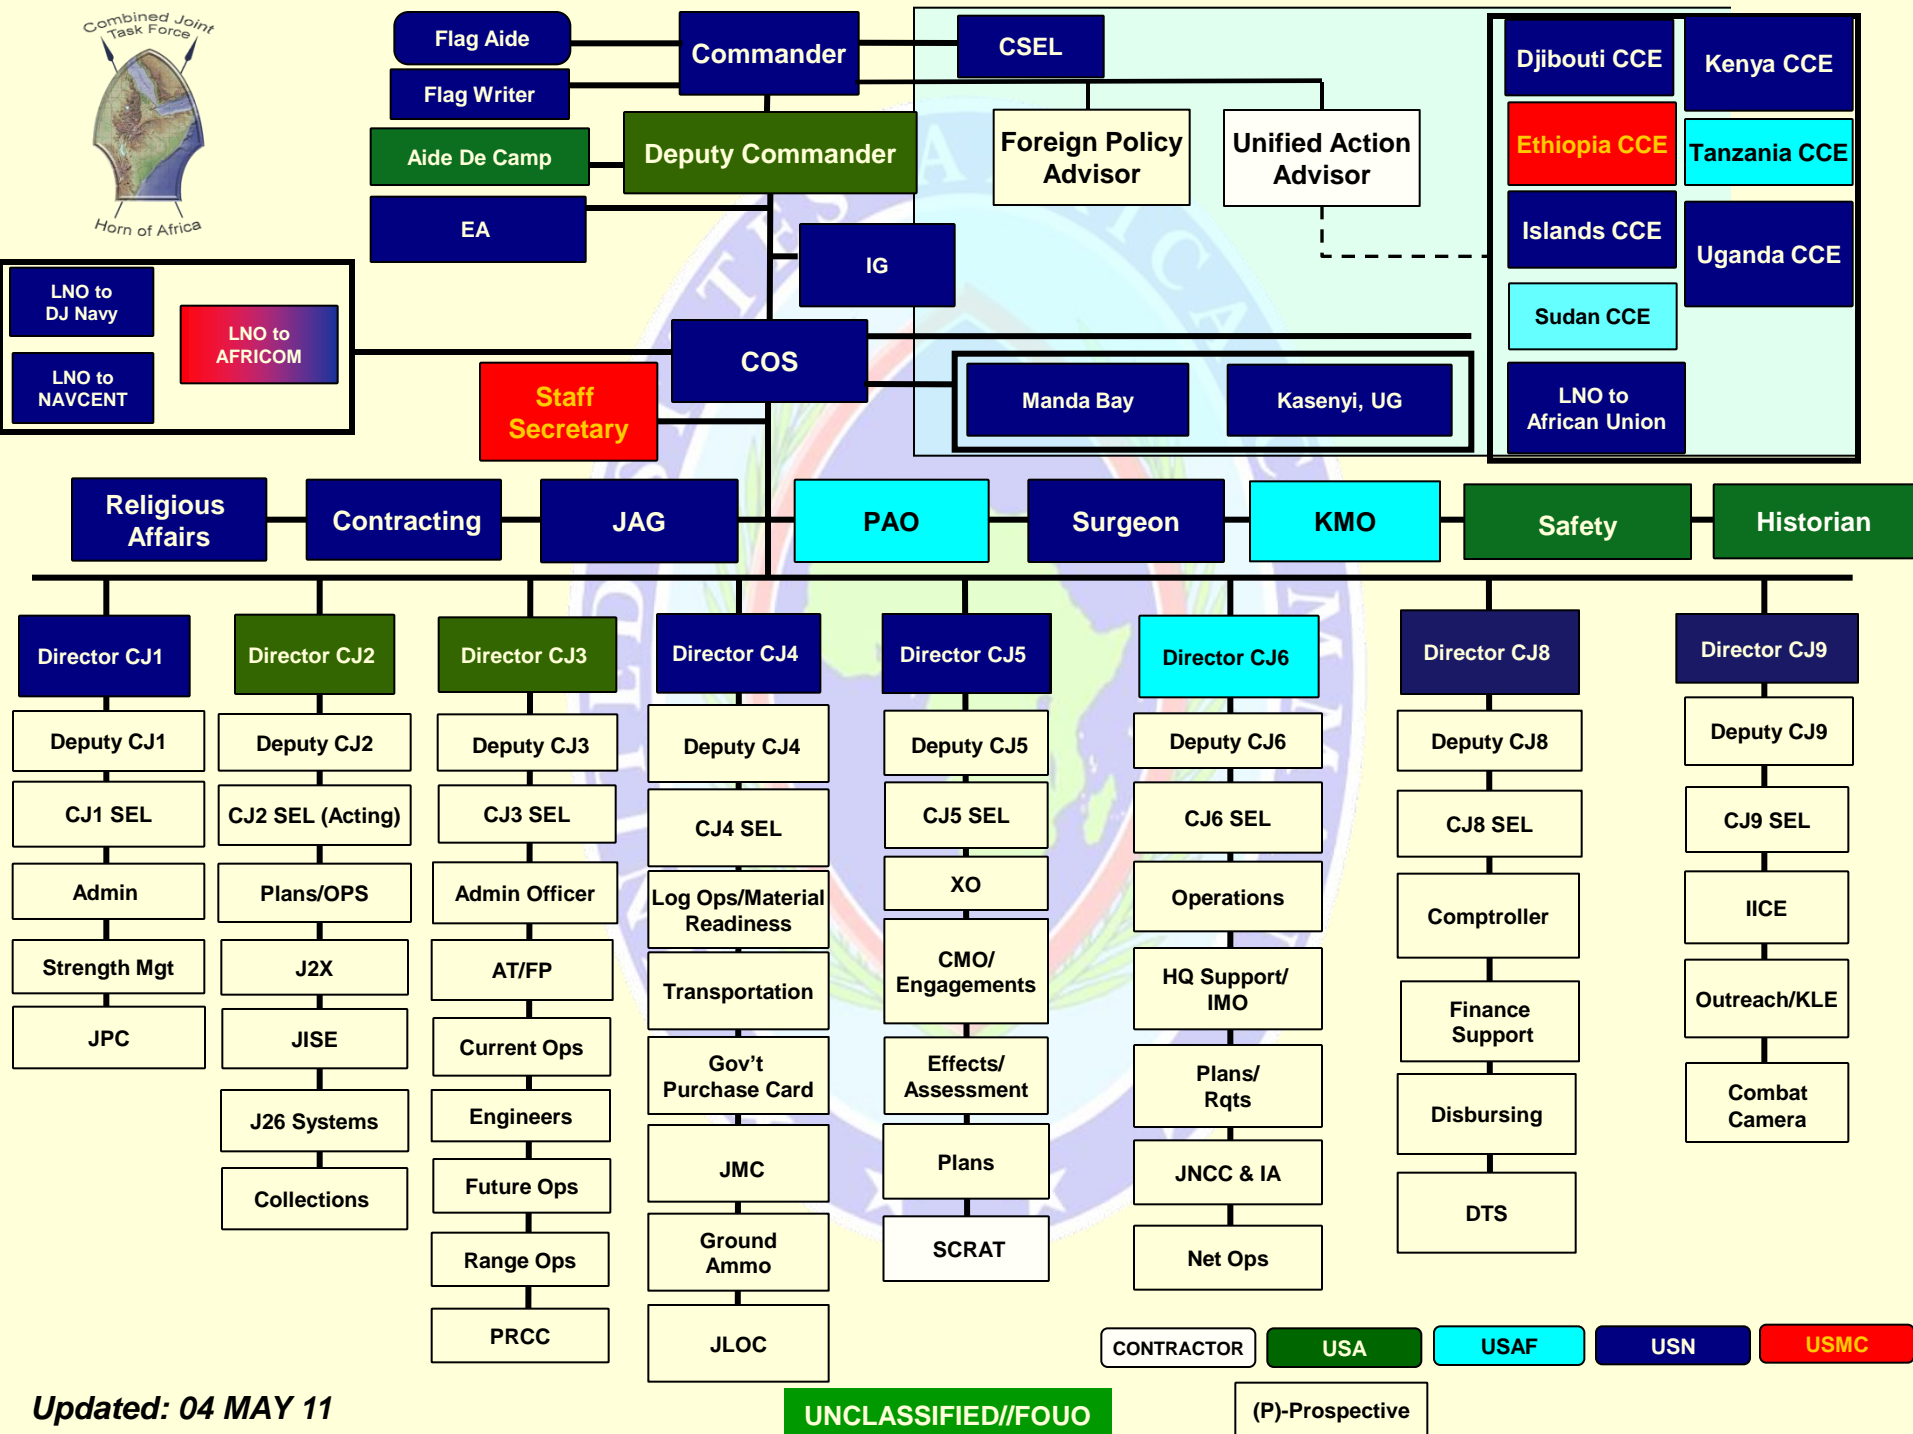 Combined Joint
Task Force
Horn of Africa
Flag Aide
Commander
CSEL
Flag Writer
Aide De Camp
Deputy Commander
Foreign Policy
Advisor
Unified Action
Advisor
EA
IG
Djibouti CCE
Kenya CCE
Ethiopia CCE
Tanzania CCE
Islands CCE
Uganda CCE
Sudan CCE
LNO to
African Union
LNO to
DJ Navy
LNO to
AFRICOM
LNO to
NAVCENT
COS
Staff
Secretary
Manda Bay
Kasenyi, UG
Religious
Affairs
Contracting
JAG
PAO
Surgeon
KMO
Safety
Historian
Director CJ1
Deputy CJ1
CJ1 SEL
Admin
Strength Mgt
JPC
Director CJ2
Deputy CJ2
CJ2 SEL (Acting)
Plans/OPS
J2X
JISE
J26 Systems
Collections
Director CJ3
Deputy CJ3
CJ3 SEL
Admin Officer
AT/FP
Current Ops
Engineers
Future Ops
Range Ops
PRCC
Director CJ4
Deputy CJ4
CJ4 SEL
Log Ops/Material
Readiness
Transportation
Gov't
Purchase Card
JMC
Ground
Ammo
JLOC
Director CJ5
Deputy CJ5
CJ5 SEL
XO
CMO/
Engagements
Effects/
Assessment
Plans
SCRAT
Director CJ6
Deputy CJ6
CJ6 SEL
Operations
HQ Support/
IMO
Plans/
Rqts
JNCC & IA
Net Ops
Director CJ8
Deputy CJ8
CJ8 SEL
Comptroller
Finance
Support
Disbursing
DTS
Director CJ9
Deputy CJ9
CJ9 SEL
IICE
Outreach/KLE
Combat
Camera
CONTRACTOR
USA
USAF
USN
USMC
(P)-Prospective
Updated: 04 MAY 11
UNCLASSIFIED//FOUO